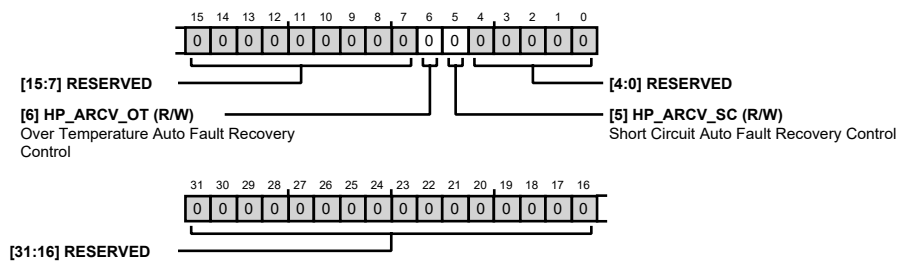 15 14 13 12 11 10 9 8 7 6 5 4 3 2 1 0
0 0 0 0 0 0 0 0 0 0 0 0 0 0 0 0
[15:7] RESERVED
[4:0] RESERVED
[6] HP_ARCV_OT (R/W)
Over Temperature Auto Fault Recovery
Control
[5] HP_ARCV_SC (R/W)
Short Circuit Auto Fault Recovery Control
31 30 29 28 27 26 25 24 23 22 21 20 19 18 17 16
0 0 0 0 0 0 0 0 0 0 0 0 0 0 0 0
[31:16] RESERVED